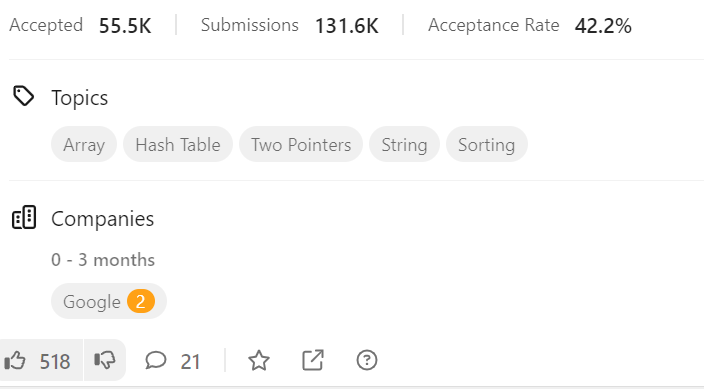 Accepted 55.5K Submissions 131.6K Acceptance Rate 42.2%
Topics
Array Hash Table Two Pointers String Sorting
Companies
0 - 3 months
Google 2
518 21